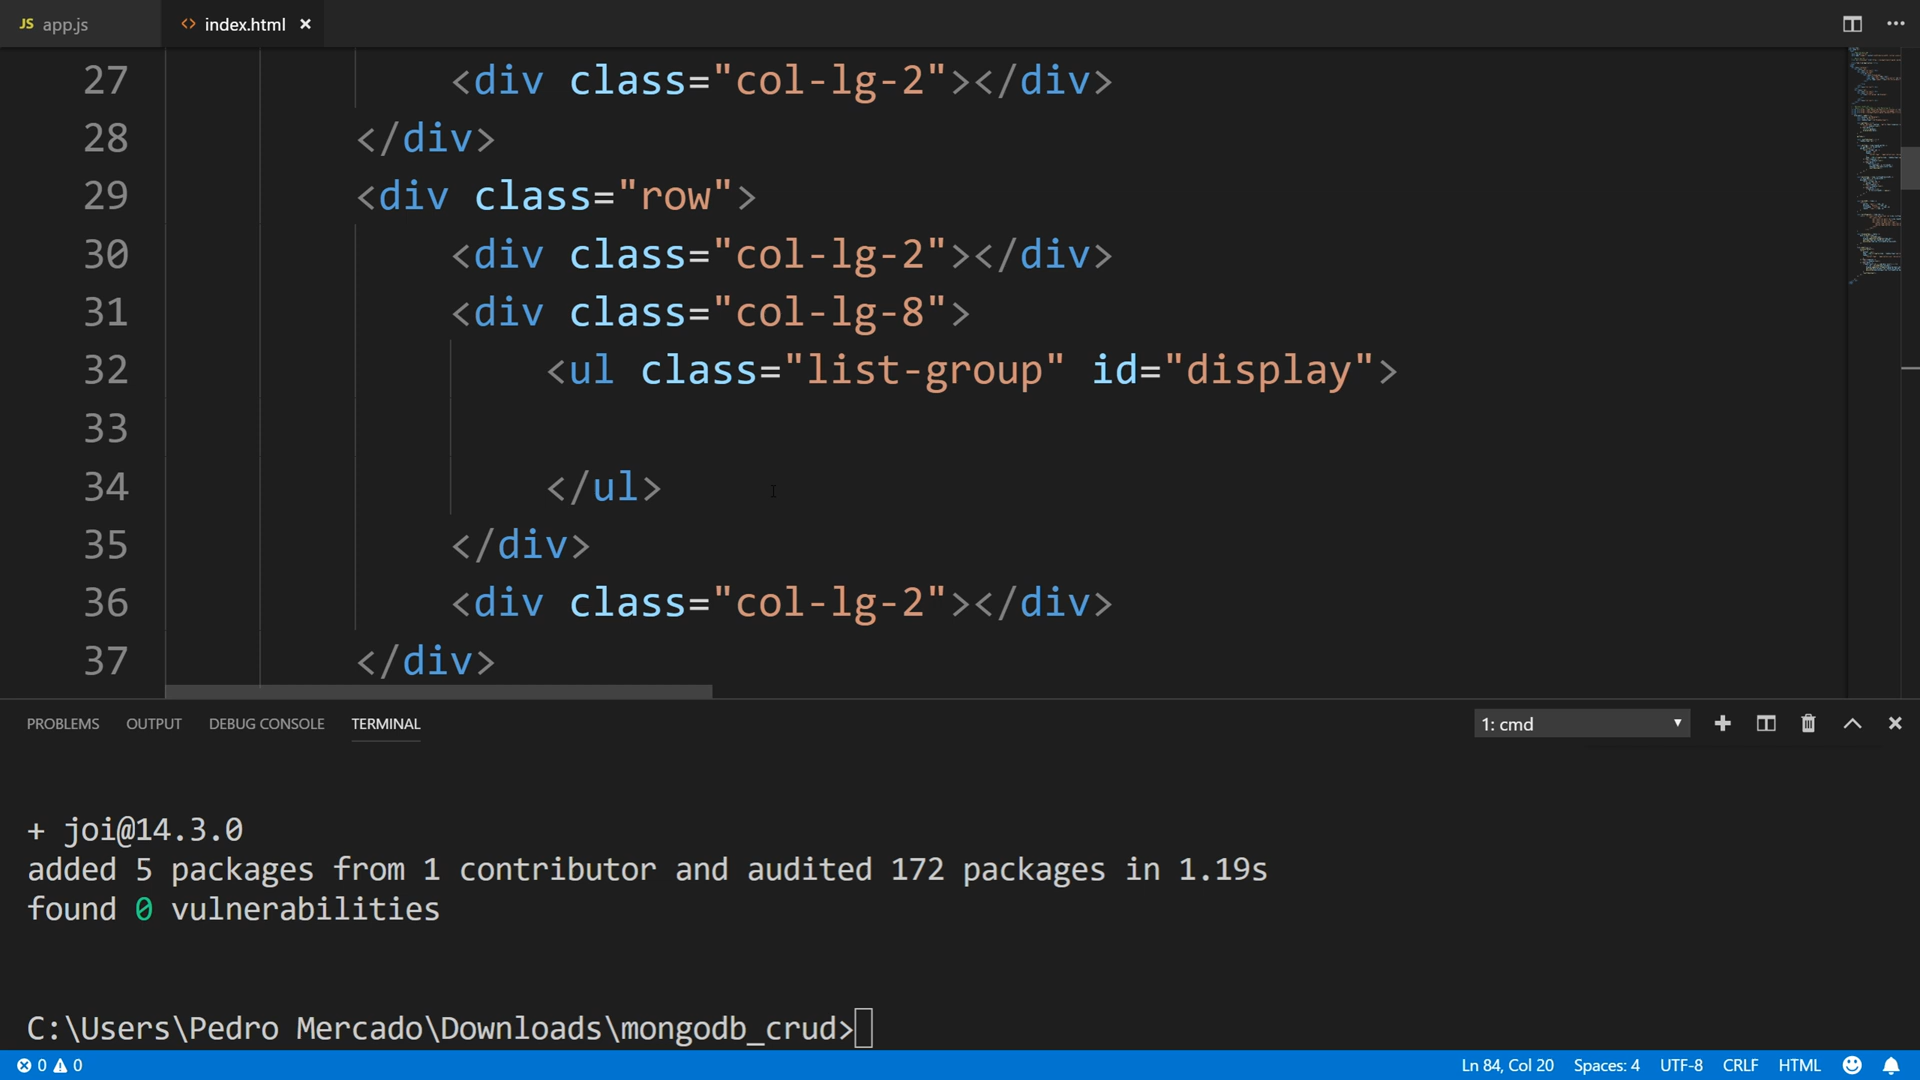 JS app.js <> index.html ×
27 <div class="col-lg-2"></div>
28 </div>
29 <div class="row">
30 <div class="col-lg-2"></div>
31 <div class="col-lg-8">
32 <ul class="list-group" id="display">
33
34 </ul>
35 </div>
36 <div class="col-lg-2"></div>
37 </div>
PROBLEMS OUTPUT DEBUG CONSOLE TERMINAL 1: cmd
+ joi@14.3.0
added 5 packages from 1 contributor and audited 172 packages in 1.19s
found 0 vulnerabilities
C:\Users\Pedro Mercado\Downloads\mongodb_crud>
0 0 Ln 84, Col 20 Spaces: 4 UTF-8 CRLF HTML